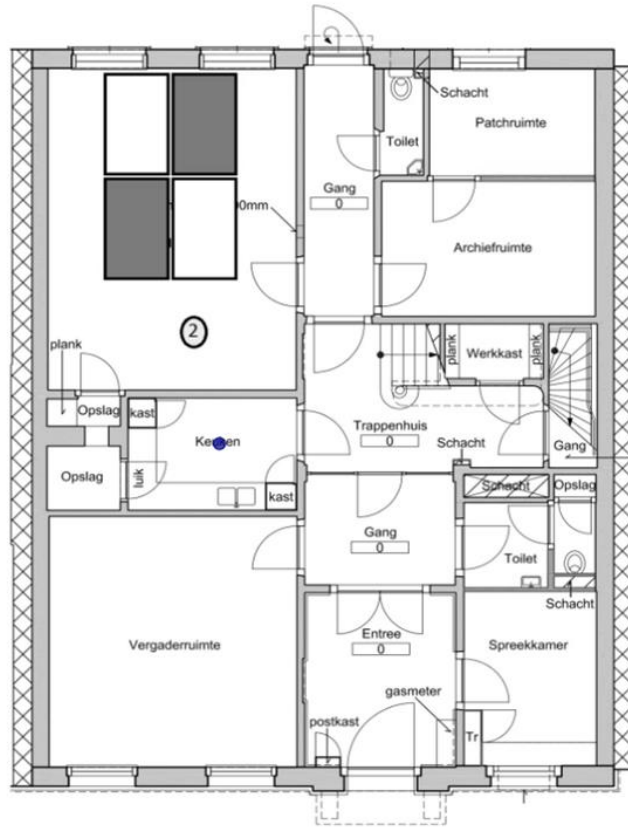 Schacht
Patchruimte
Toilet
Gang
0
0mm
Archiefruimte
2
plank
plank
Werkkast
plank
Opslag
kast
Keuken
Trappenhuis
0
Gang
Schacht
Opslag
luik
kast
Schacht
Opslag
Gang
0
Toilet
Schacht
Entree
0
Vergaderruimte
Spreekkamer
gasmeter
postkast
Tr